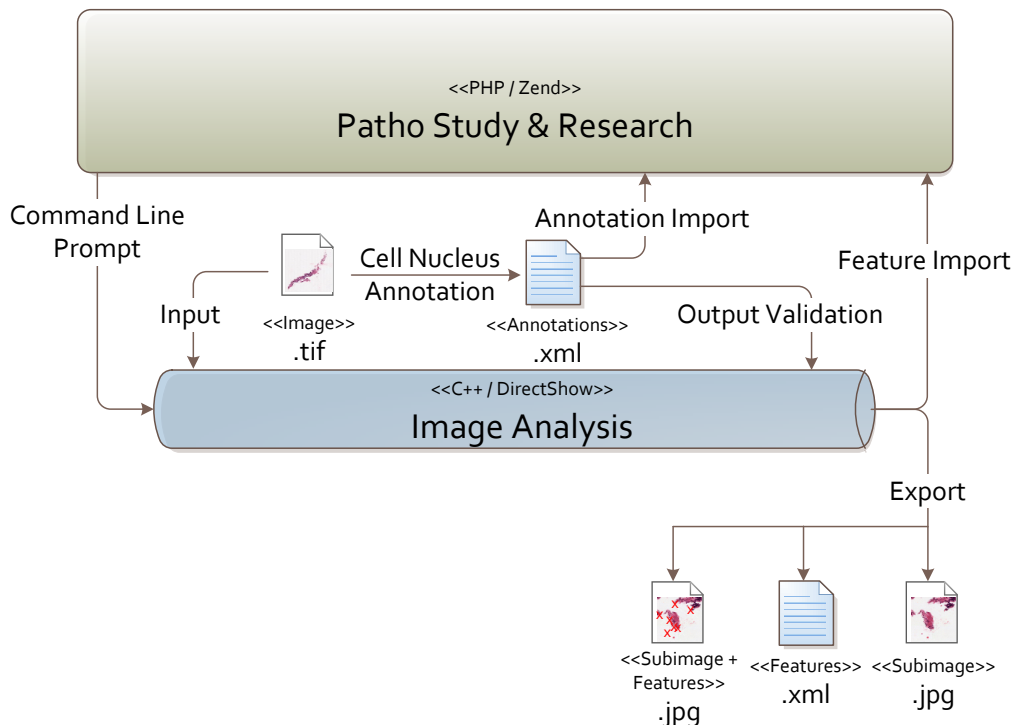 <<PHP / Zend>>
Patho Study & Research
Command Line
Prompt
Annotation Import
Cell Nucleus
Annotation
Feature Import
Input
<<Image>>
.tif
<<Annotations>>
.xml
Output Validation
<<C++ / DirectShow>>
Image Analysis
Export
x
x
x
x
x
x
x
<<Subimage +
Features>>
.jpg
<<Features>>
.xml
<<Subimage>>
.jpg